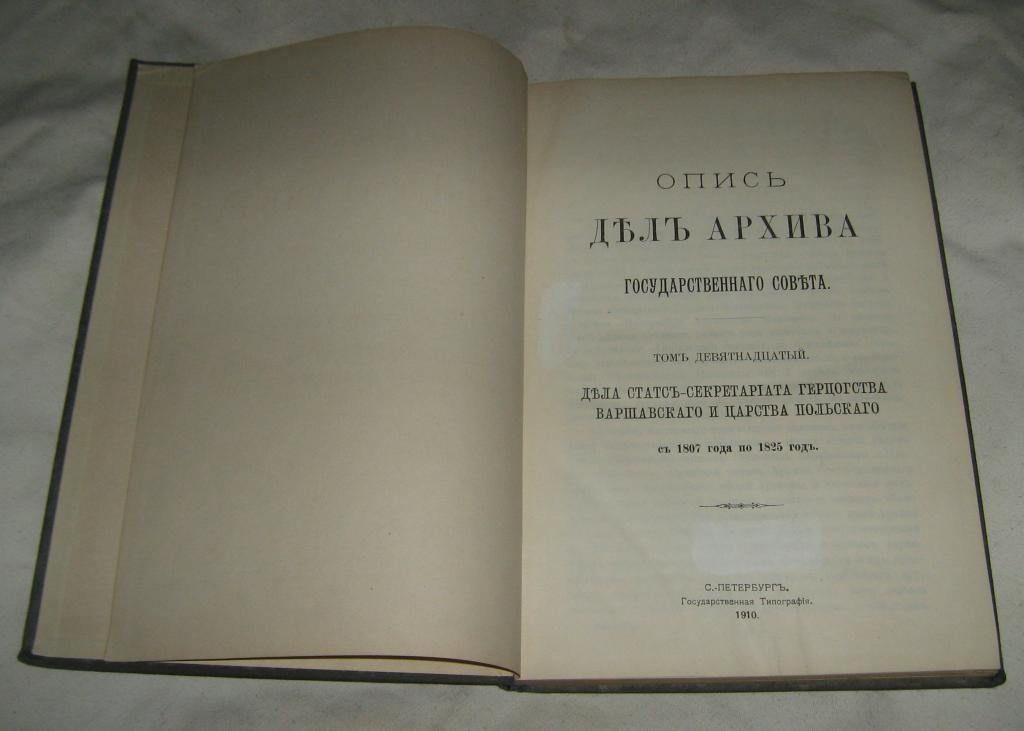 ОПИСЬ
ДѢЛЪ АРХИВА
ГОСУДАРСТВЕННАГО СОВѢТА.
ТОМЪ ДЕВЯТНАДЦАТЫЙ.
ДѢЛА СТАТСЪ-СЕКРЕТАРІАТА ГЕРЦОГСТВА
ВАРШАВСКАГО И ЦАРСТВА ПОЛЬСКАГО
съ 1807 года по 1825 годъ.
С.-ПЕТЕРБУРГЪ.
Государственная Типографія.
1910.